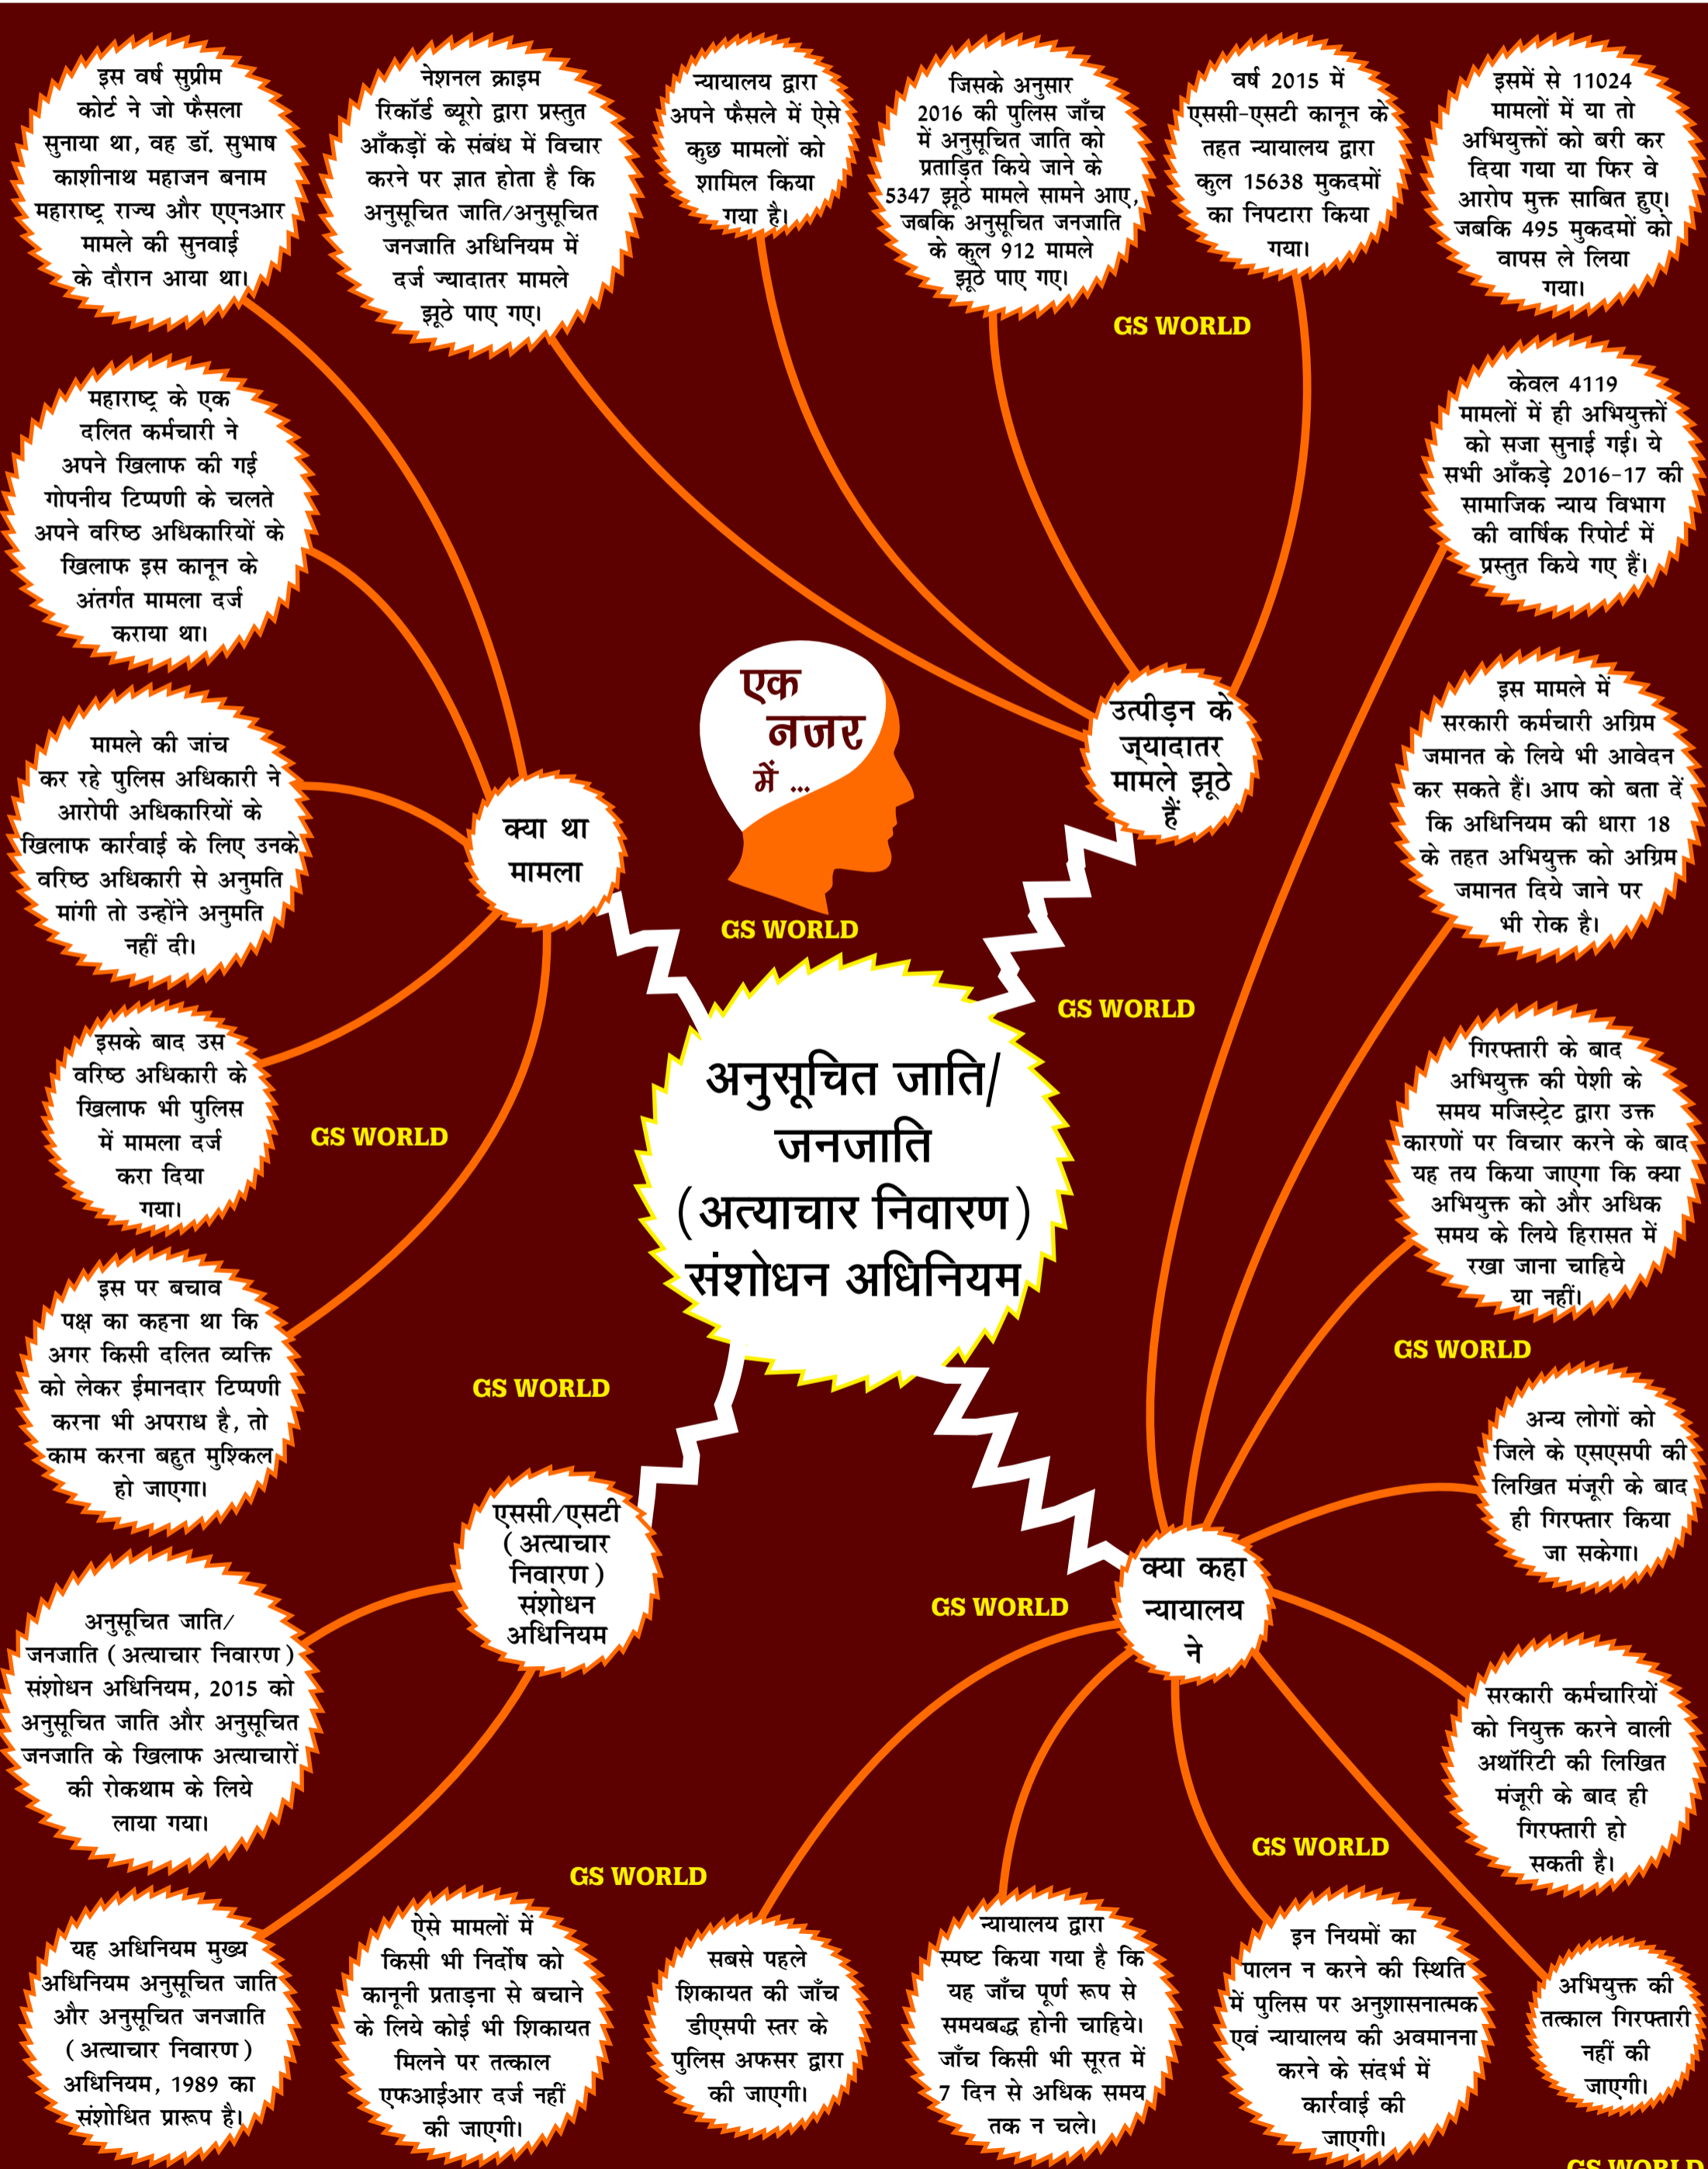 इस वर्ष सुप्रीम
कोर्ट ने जो फैसला
सुनाया था, वह डॉ. सुभाष
काशीनाथ महाजन बनाम
महाराष्ट्र राज्य और एएनआर
मामले की सुनवाई
के दौरान आया था।
नेशनल क्राइम
रिकॉर्ड ब्यूरो द्वारा प्रस्तुत
आँकड़ों के संबंध में विचार
करने पर ज्ञात होता है कि
अनुसूचित जाति/अनुसूचित
जनजाति अधिनियम में
दर्ज ज्यादातर मामले
झूठे पाए गए।
न्यायालय द्वारा
अपने फैसले में ऐसे
कुछ मामलों को
शामिल किया
गया है।
जिसके अनुसार
2016 की पुलिस जाँच
में अनुसूचित जाति को
प्रताड़ित किये जाने के
5347 झूठे मामले सामने आए,
जबकि अनुसूचित जनजाति
के कुल 912 मामले
झूठे पाए गए।
वर्ष 2015 में
एससी-एसटी कानून के
तहत न्यायालय द्वारा
कुल 15638 मुकदमों
का निपटारा किया
गया।
इसमें से 11024
मामलों में या तो
अभियुक्तों को बरी कर
दिया गया या फिर वे
आरोप मुक्त साबित हुए।
जबकि 495 मुकदमों को
वापस ले लिया
गया।
GS WORLD
महाराष्ट्र के एक
दलित कर्मचारी ने
अपने खिलाफ की गई
गोपनीय टिप्पणी के चलते
अपने वरिष्ठ अधिकारियों के
खिलाफ इस कानून के
अंतर्गत मामला दर्ज
कराया था।
केवल 4119
मामलों में ही अभियुक्तों
को सजा सुनाई गई। ये
सभी आँकड़े 2016-17 की
सामाजिक न्याय विभाग
की वार्षिक रिपोर्ट में
प्रस्तुत किये गए हैं।
एक
नजर
में ...
GS WORLD
उत्पीड़न के
ज्यादातर
मामले झूठे
हैं
इस मामले में
सरकारी कर्मचारी अग्रिम
जमानत के लिये भी आवेदन
कर सकते हैं। आप को बता दें
कि अधिनियम की धारा 18
के तहत अभियुक्त को अग्रिम
जमानत दिये जाने पर
भी रोक है।
मामले की जांच
कर रहे पुलिस अधिकारी ने
आरोपी अधिकारियों के
खिलाफ कार्रवाई के लिए उनके
वरिष्ठ अधिकारी से अनुमति
मांगी तो उन्होंने अनुमति
नहीं दी।
क्या था
मामला
GS WORLD
इसके बाद उस
वरिष्ठ अधिकारी के
खिलाफ भी पुलिस
में मामला दर्ज
करा दिया
गया।
GS WORLD
अनुसूचित जाति/
जनजाति
(अत्याचार निवारण)
संशोधन अधिनियम
गिरफ्तारी के बाद
अभियुक्त की पेशी के
समय मजिस्ट्रेट द्वारा उक्त
कारणों पर विचार करने के बाद
यह तय किया जाएगा कि क्या
अभियुक्त को और अधिक
समय के लिये हिरासत में
रखा जाना चाहिये
या नहीं।
GS WORLD
इस पर बचाव
पक्ष का कहना था कि
अगर किसी दलित व्यक्ति
को लेकर ईमानदार टिप्पणी
करना भी अपराध है, तो
काम करना बहुत मुश्किल
हो जाएगा।
GS WORLD
अन्य लोगों को
जिले के एसएसपी की
लिखित मंजूरी के बाद
ही गिरफ्तार किया
जा सकेगा।
एससी/एसटी
(अत्याचार
निवारण)
संशोधन
अधिनियम
GS WORLD
क्या कहा
न्यायालय
ने
अनुसूचित जाति/
जनजाति (अत्याचार निवारण)
संशोधन अधिनियम, 2015 को
अनुसूचित जाति और अनुसूचित
जनजाति के खिलाफ अत्याचारों
की रोकथाम के लिये
लाया गया।
सरकारी कर्मचारियों
को नियुक्त करने वाली
अथॉरिटी की लिखित
मंजूरी के बाद ही
गिरफ्तारी हो
सकती है।
GS WORLD
GS WORLD
यह अधिनियम मुख्य
अधिनियम अनुसूचित जाति
और अनुसूचित जनजाति
(अत्याचार निवारण)
अधिनियम, 1989 का
संशोधित प्रारूप है।
ऐसे मामलों में
किसी भी निर्दोष को
कानूनी प्रताड़ना से बचाने
के लिये कोई भी शिकायत
मिलने पर तत्काल
एफआईआर दर्ज नहीं
की जाएगी।
सबसे पहले
शिकायत की जाँच
डीएसपी स्तर के
पुलिस अफसर द्वारा
की जाएगी।
न्यायालय द्वारा
स्पष्ट किया गया है कि
यह जाँच पूर्ण रूप से
समयबद्ध होनी चाहिये।
जाँच किसी भी सूरत में
7 दिन से अधिक समय
तक न चले।
इन नियमों का
पालन न करने की स्थिति
में पुलिस पर अनुशासनात्मक
एवं न्यायालय की अवमानना
करने के संदर्भ में
कार्रवाई की
जाएगी।
अभियुक्त की
तत्काल गिरफ्तारी
नहीं की
जाएगी।
GS WORLD